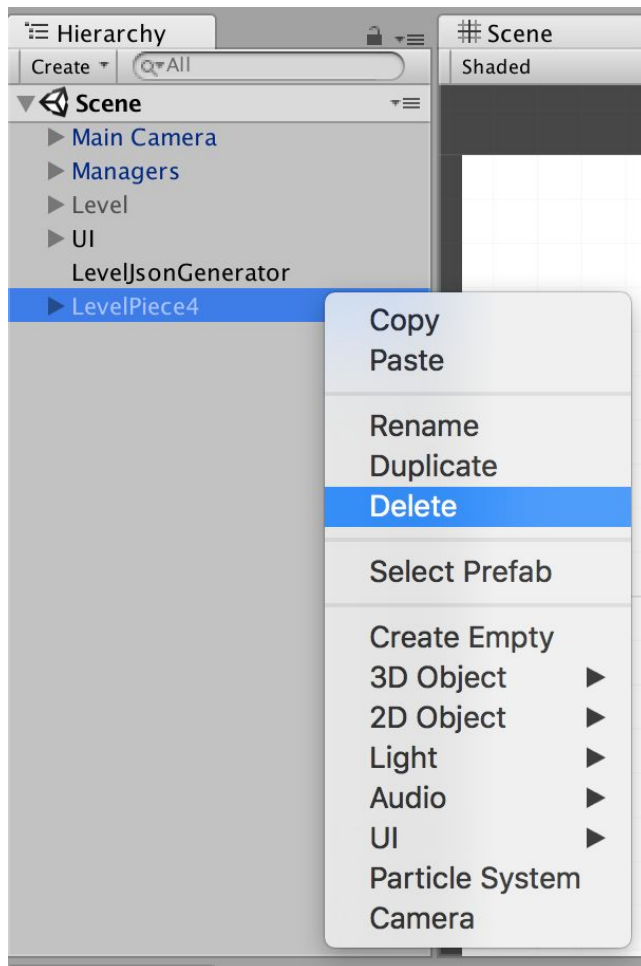 Hierarchy
Scene
Create
All
Shaded
Scene
Main Camera
Managers
Level
UI
LevelJsonGenerator
LevelPiece4
Copy
Paste
Rename
Duplicate
Delete
Select Prefab
Create Empty
3D Object
2D Object
Light
Audio
UI
Particle System
Camera